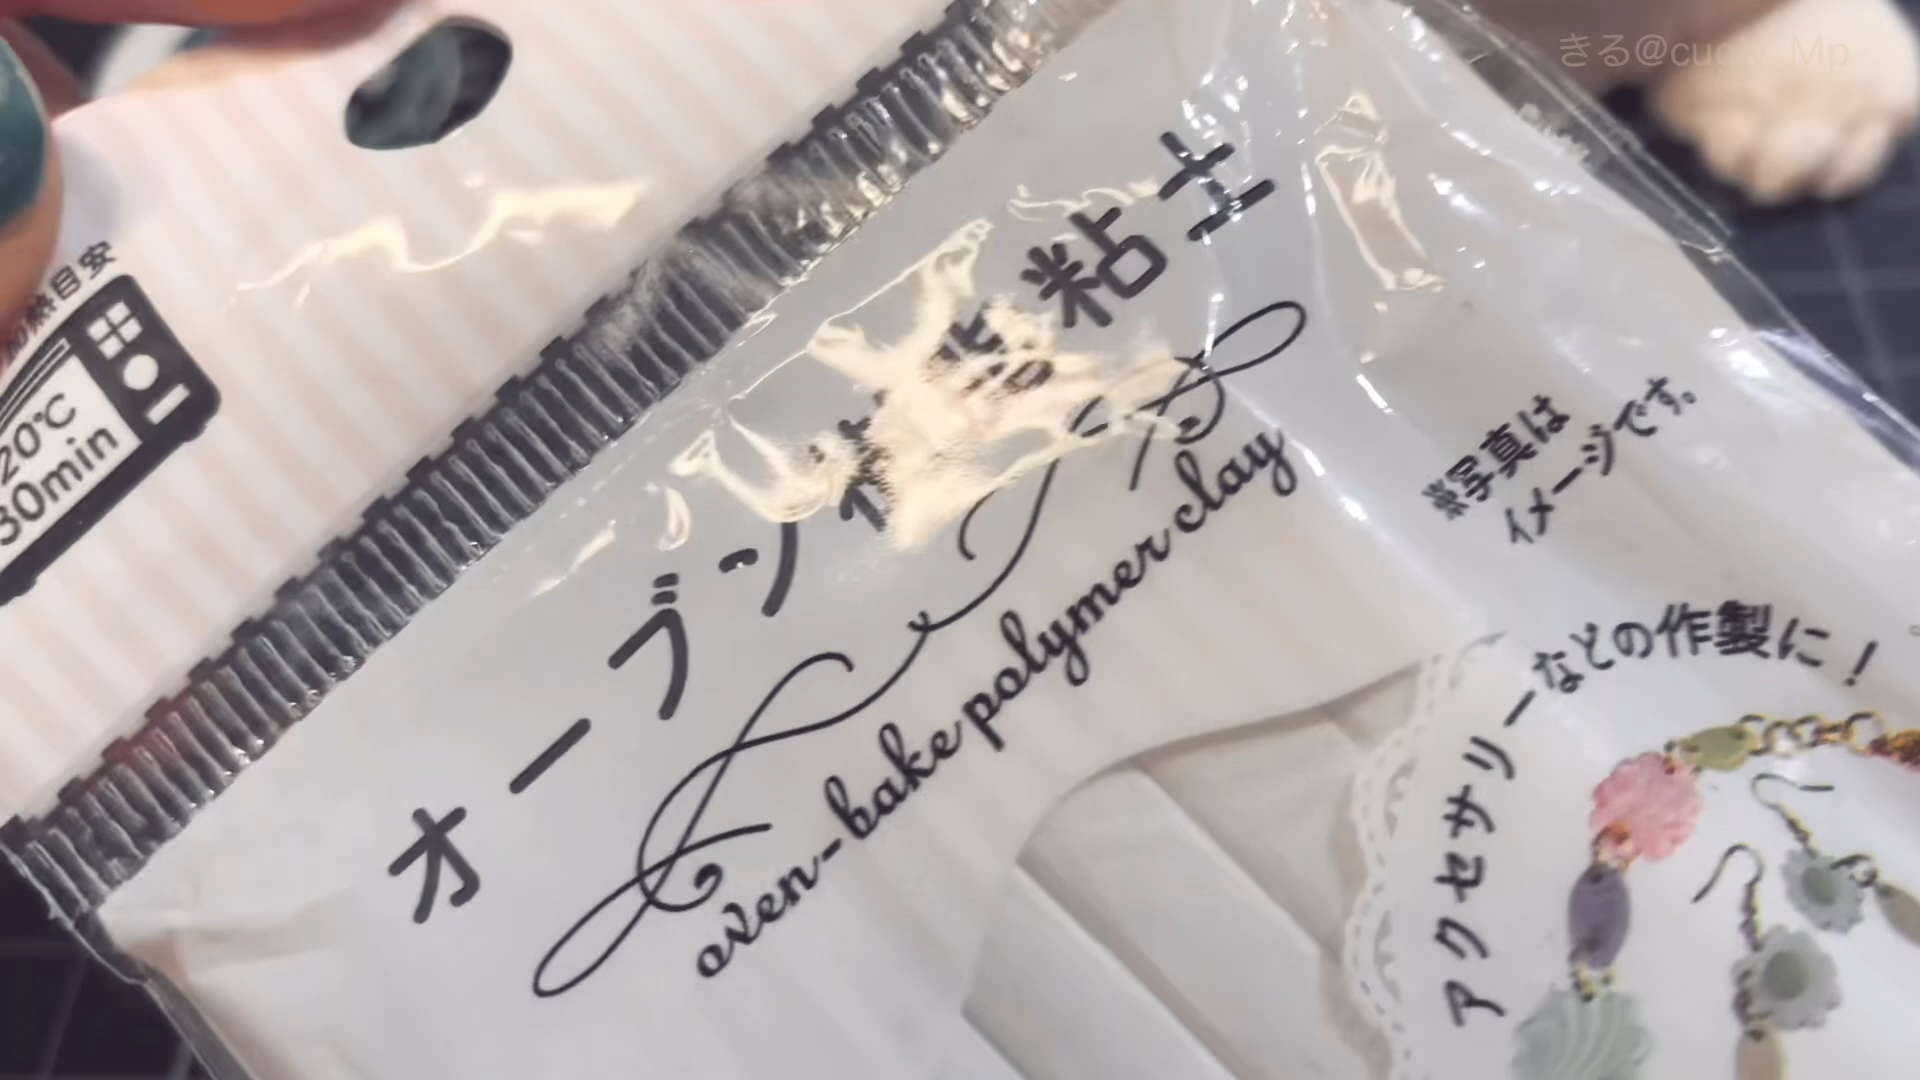 きる@cu
加熱目安
20℃
30min
オーブン樹脂粘土
oven-bake polymer clay
※写真は
イメージです。
アクセサリーなどの作製に！